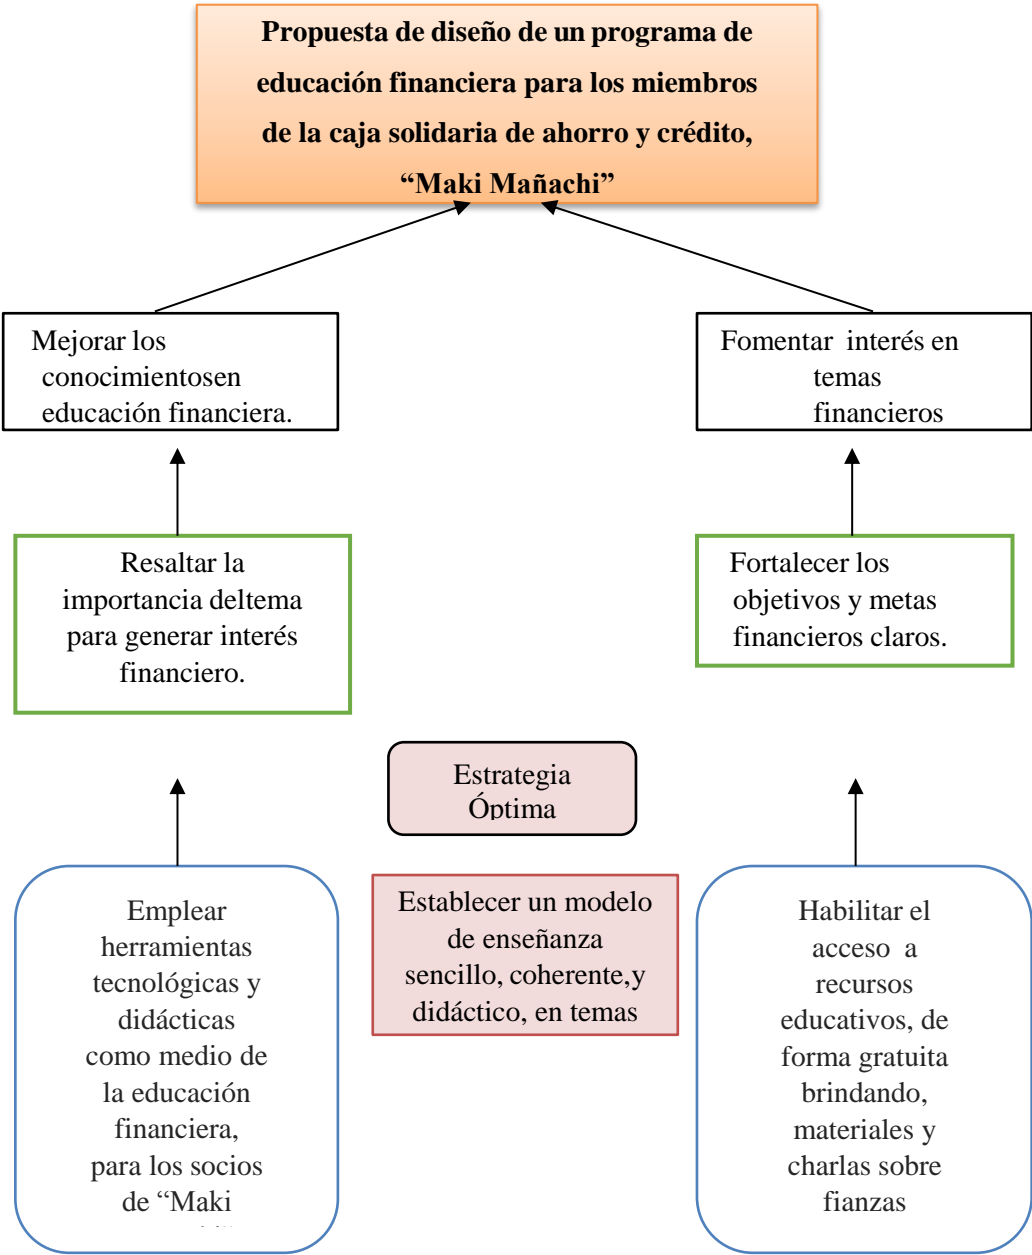 Propuesta de diseño de un programa de
educación financiera para los miembros
de la caja solidaria de ahorro y crédito,
“Maki Mañachi”
Mejorar los
conocimientosen
educación financiera.
Fomentar interés en
temas
financieros
Resaltar la
importancia deltema
para generar interés
financiero.
Fortalecer los
objetivos y metas
financieros claros.
Estrategia
Óptima
Emplear
herramientas
tecnológicas y
didácticas
como medio de
la educación
financiera,
para los socios
de “Maki
Establecer un modelo
de enseñanza
sencillo, coherente,y
didáctico, en temas
Habilitar el
acceso a
recursos
educativos, de
forma gratuita
brindando,
materiales y
charlas sobre
fianzas